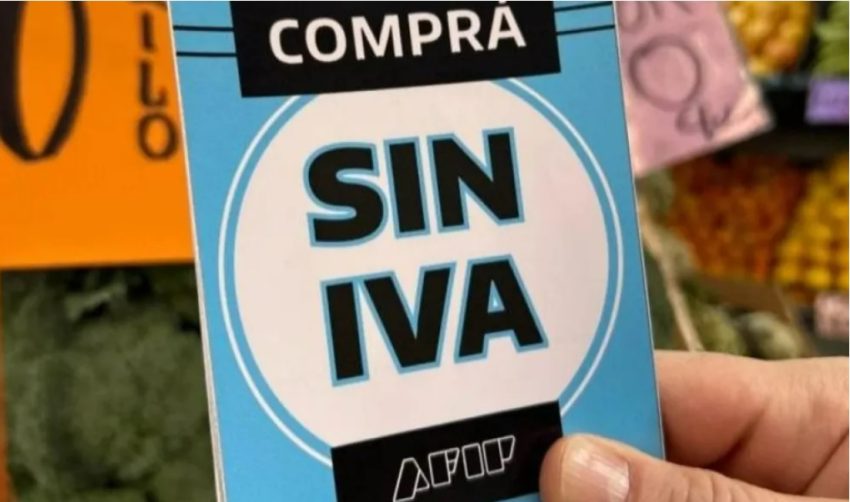 COMPRÁ
SIN
IVA
AFIP